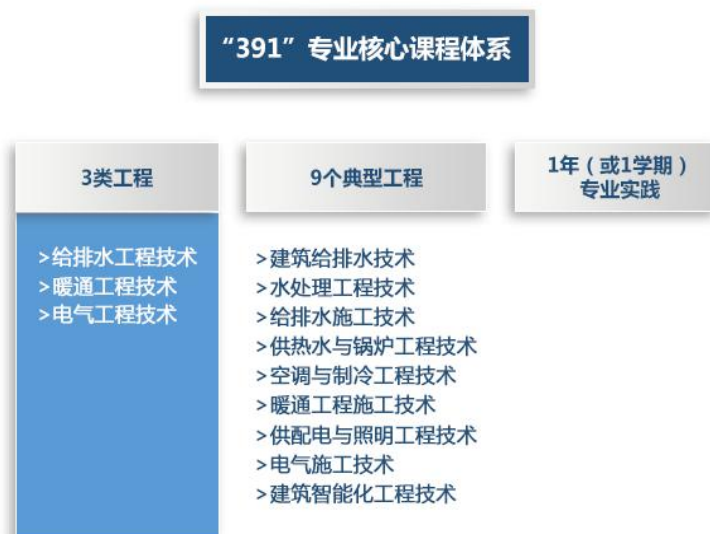 “391”专业核心课程体系
3类工程
>给排水工程技术
>暖通工程技术
>电气工程技术
9个典型工程
>建筑给排水技术
>水处理工程技术
>给排水施工技术
>供热水与锅炉工程技术
>空调与制冷工程技术
>暖通工程施工技术
>供配电与照明工程技术
>电气施工技术
>建筑智能化工程技术
1年（或1学期）
专业实践